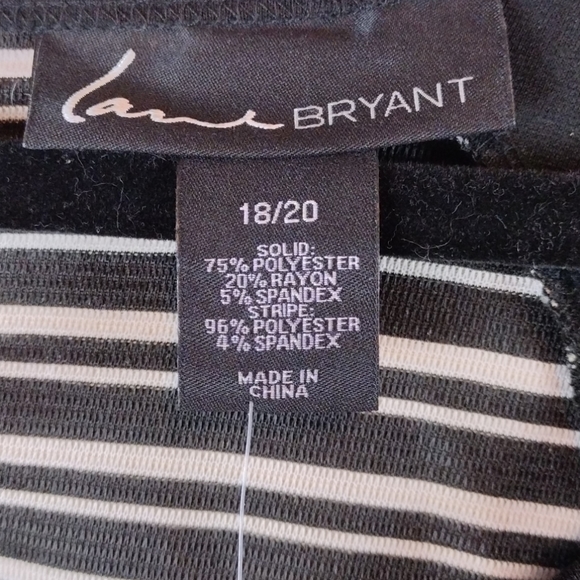 Lane BRYANT
18/20
SOLID:
75% POLYESTER
20% RAYON
5% SPANDEX
STRIPE:
96% POLYESTER
4% SPANDEX
MADE IN
CHINA